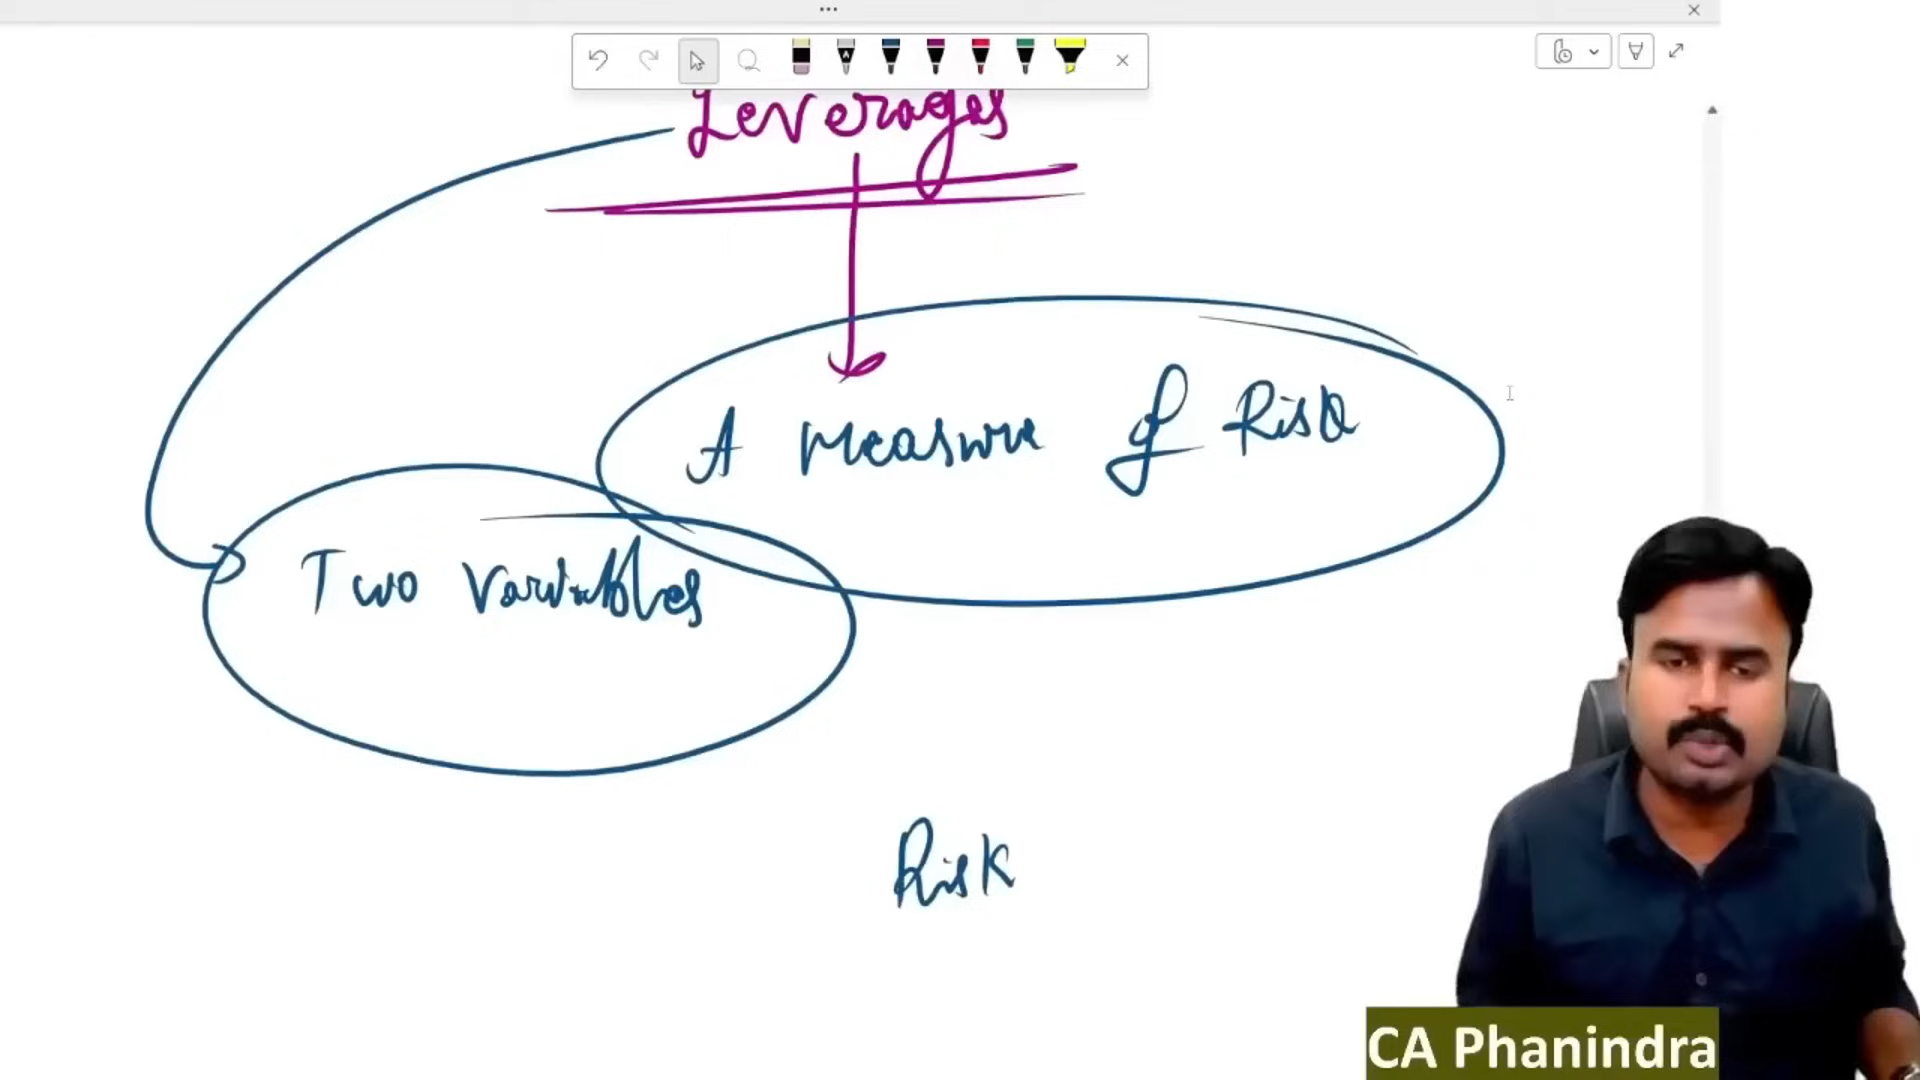 Leverages
A Measure of Risk
Two Variables
Risk
CA Phanindra